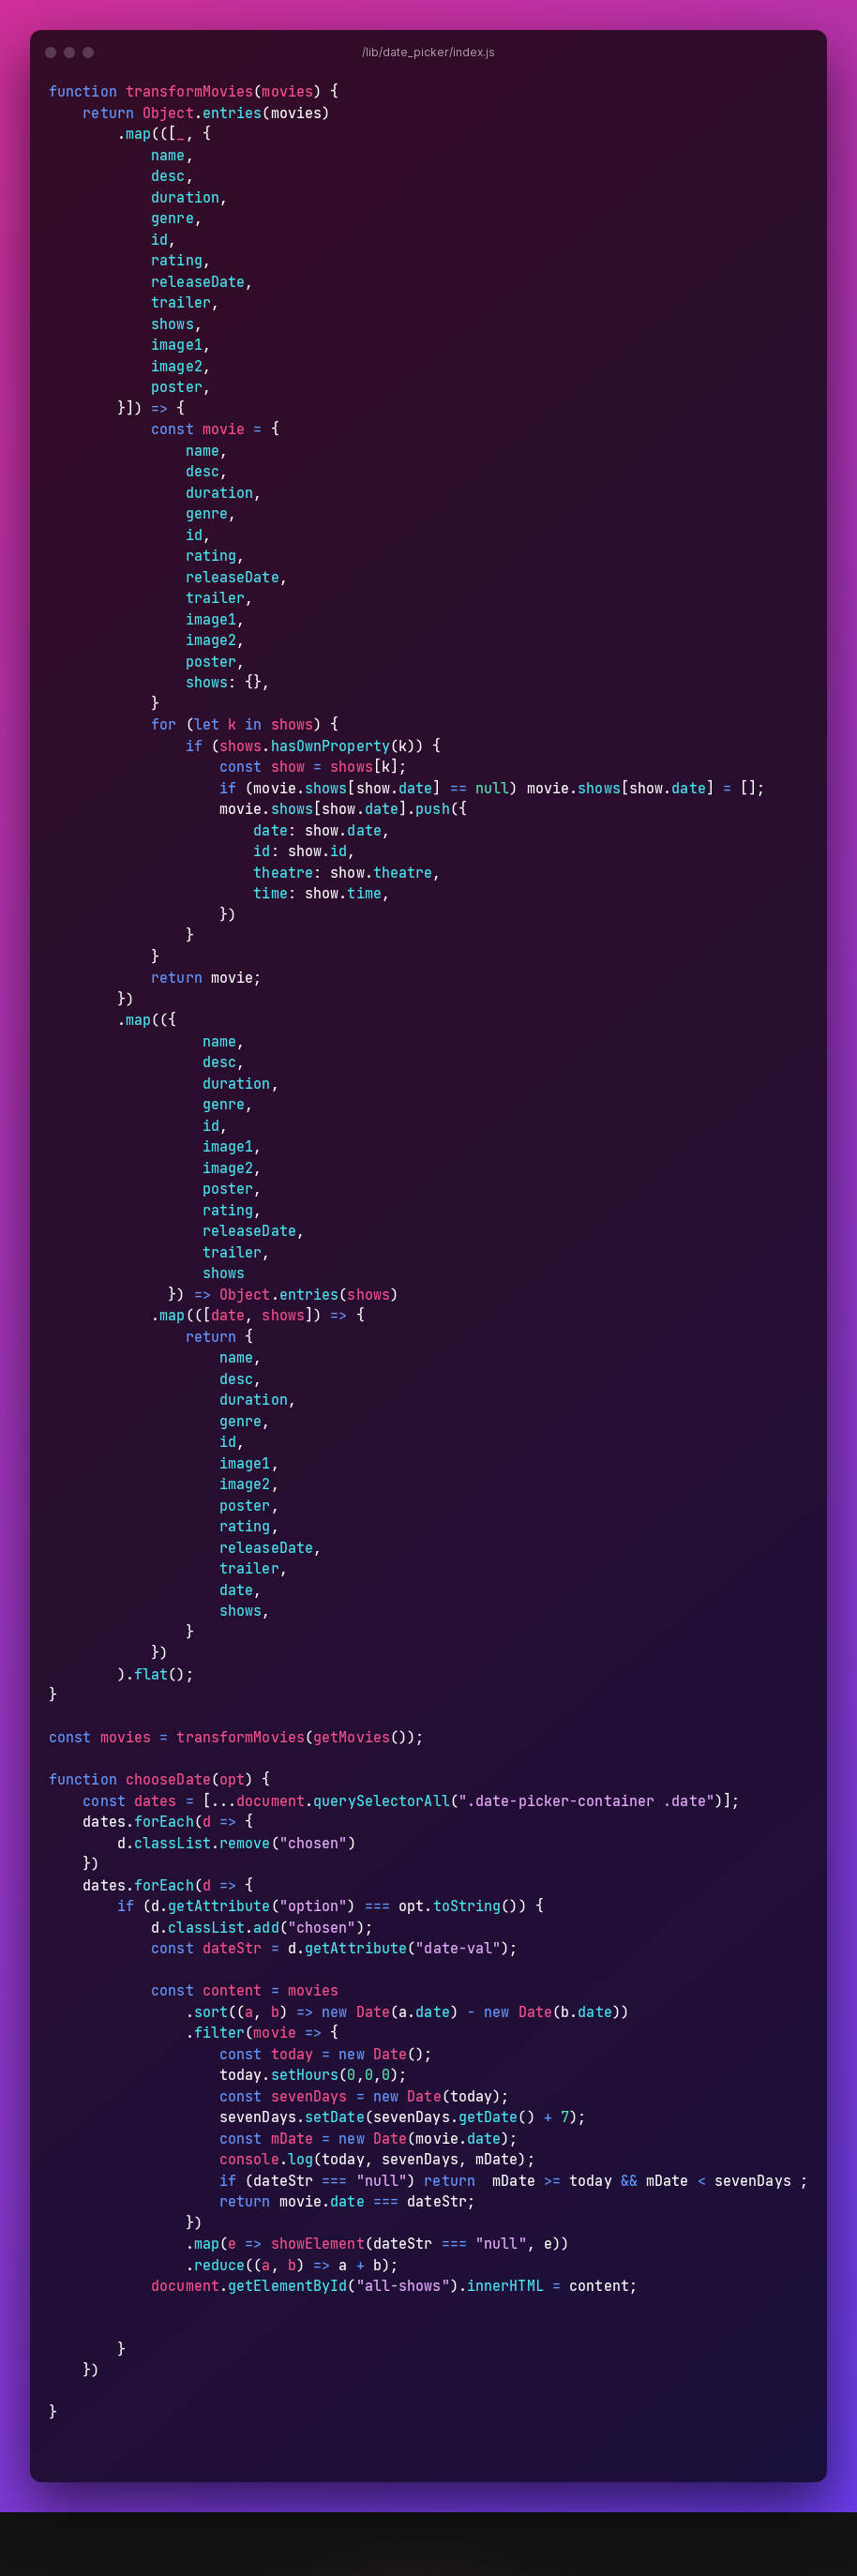 /lib/date_picker/index.js
function transformMovies(movies) {
    return Object.entries(movies)
        .map(([_, {
            name,
            desc,
            duration,
            genre,
            id,
            rating,
            releaseDate,
            trailer,
            shows,
            image1,
            image2,
            poster,
        }]) => {
            const movie = {
                name,
                desc,
                duration,
                genre,
                id,
                rating,
                releaseDate,
                trailer,
                image1,
                image2,
                poster,
                shows: {},
            }
            for (let k in shows) {
                if (shows.hasOwnProperty(k)) {
                    const show = shows[k];
                    if (movie.shows[show.date] == null) movie.shows[show.date] = [];
                    movie.shows[show.date].push({
                        date: show.date,
                        id: show.id,
                        theatre: show.theatre,
                        time: show.time,
                    })
                }
            }
            return movie;
        })
        .map(({
                  name,
                  desc,
                  duration,
                  genre,
                  id,
                  image1,
                  image2,
                  poster,
                  rating,
                  releaseDate,
                  trailer,
                  shows
              }) => Object.entries(shows)
            .map(([date, shows]) => {
                return {
                    name,
                    desc,
                    duration,
                    genre,
                    id,
                    image1,
                    image2,
                    poster,
                    rating,
                    releaseDate,
                    trailer,
                    date,
                    shows,
                }
            })
        ).flat();
}

const movies = transformMovies(getMovies());

function chooseDate(opt) {
    const dates = [...document.querySelectorAll(".date-picker-container .date")];
    dates.forEach(d => {
        d.classList.remove("chosen")
    })
    dates.forEach(d => {
        if (d.getAttribute("option") === opt.toString()) {
            d.classList.add("chosen");
            const dateStr = d.getAttribute("date-val");

            const content = movies
                .sort((a, b) => new Date(a.date) - new Date(b.date))
                .filter(movie => {
                    const today = new Date();
                    today.setHours(0,0,0);
                    const sevenDays = new Date(today);
                    sevenDays.setDate(sevenDays.getDate() + 7);
                    const mDate = new Date(movie.date);
                    console.log(today, sevenDays, mDate);
                    if (dateStr === "null") return  mDate >= today && mDate < sevenDays ;
                    return movie.date === dateStr;
                })
                .map(e => showElement(dateStr === "null", e))
                .reduce((a, b) => a + b);
            document.getElementById("all-shows").innerHTML = content;


        }
    })

}